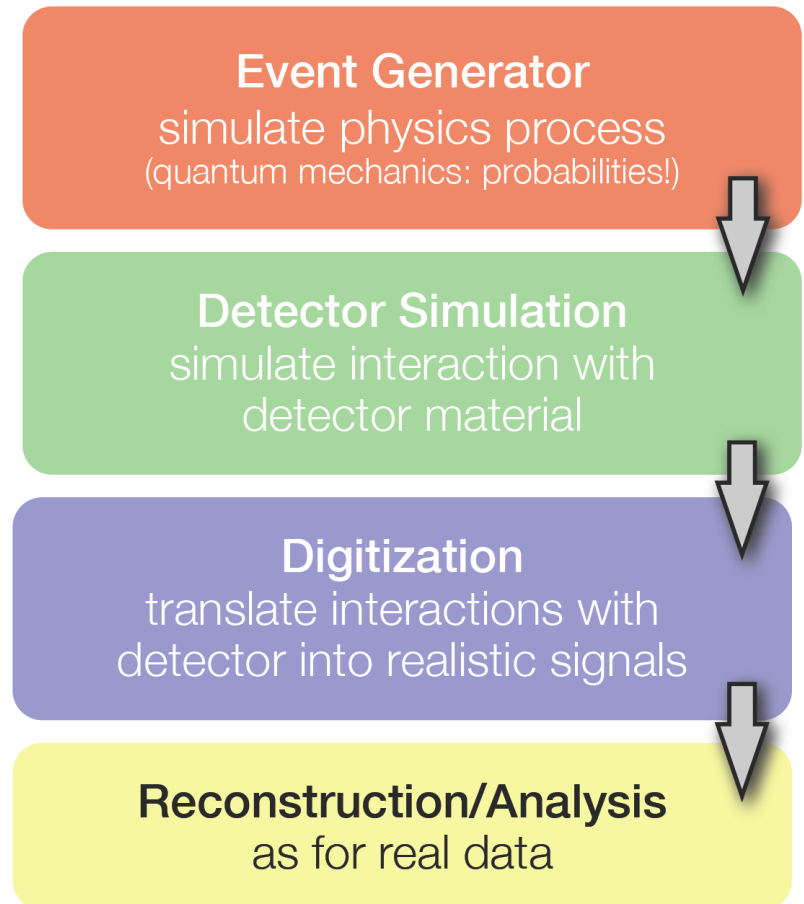 Event Generator
simulate physics process
(quantum mechanics: probabilities!)
Detector Simulation
simulate interaction with
detector material
Digitization
translate interactions with
detector into realistic signals
Reconstruction/Analysis
as for real data